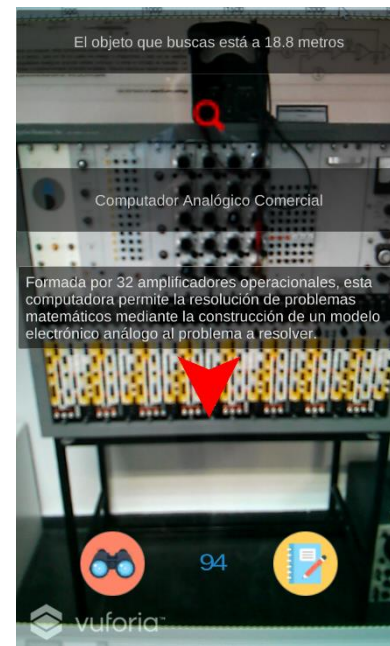 El objeto que buscas está a 18.8 metros
Computador Analógico Comercial
Formada por 32 amplificadores operacionales, esta
computadora permite la resolución de problemas
matemáticos mediante la construcción de un modelo
electrónico análogo al problema a resolver.
94
vuforia™